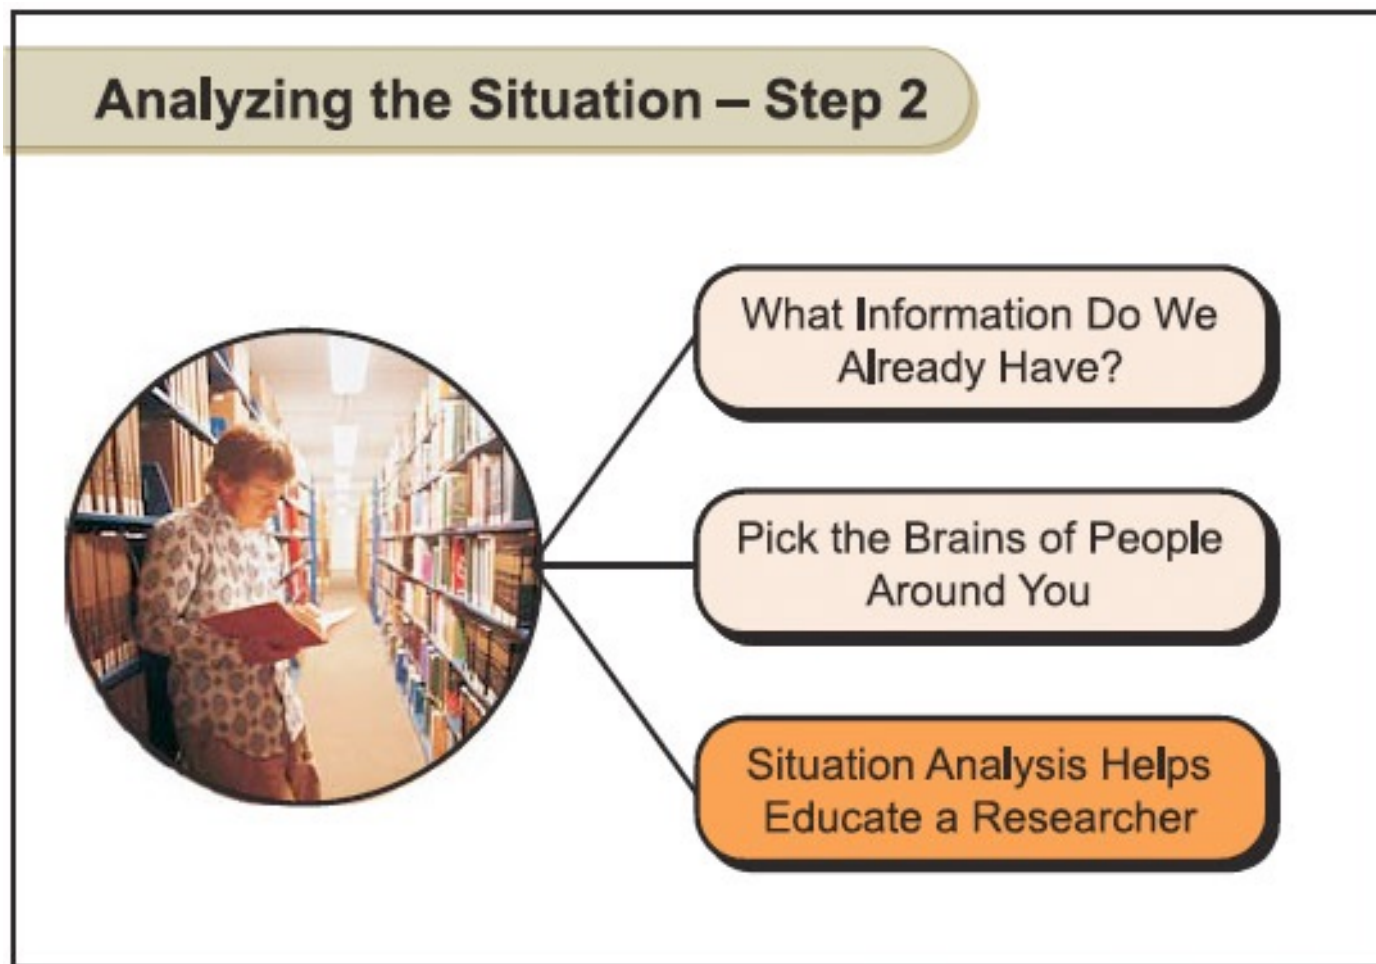 Analyzing the Situation – Step 2
What Information Do We
Already Have?
Pick the Brains of People
Around You
Situation Analysis Helps
Educate a Researcher